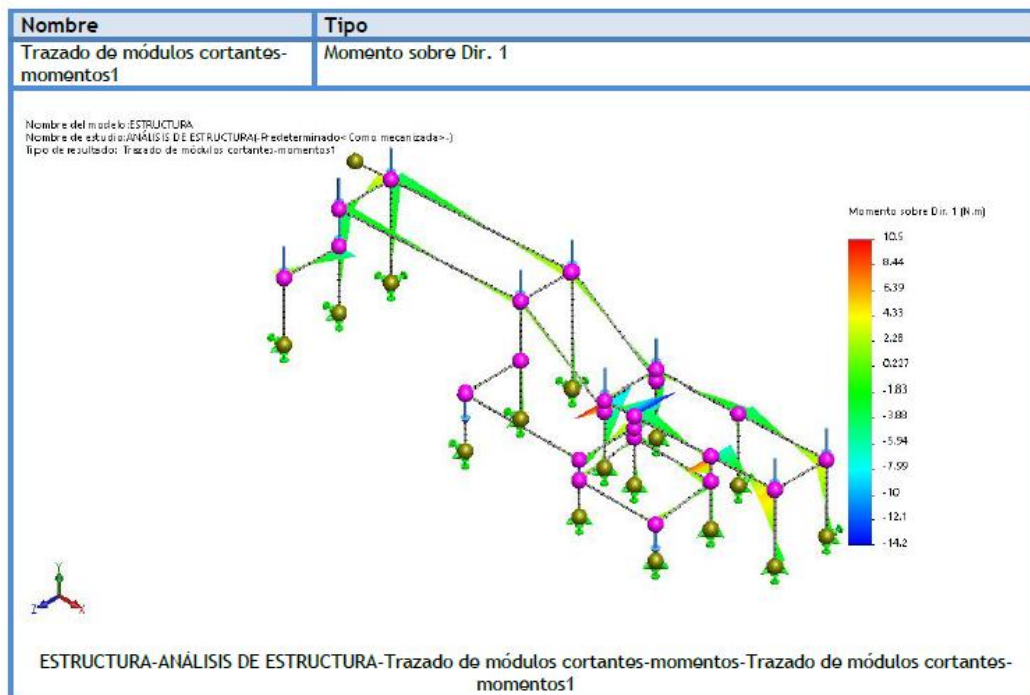 Nombre Tipo
Trazado de módulos cortantes- Momento sobre Dir. 1
momentos1
Nombre del modelo:ESTRUCTURA
Nombre de estudio:ANÁLISIS DE ESTRUCTURA(-Predeterminado<Como mecanizada>-)
Tipo de resultado: Trazado de módulos cortantes-momentos1
Momento sobre Dir. 1 (N.m)
10.5
8.44
6.39
4.33
2.28
0.237
-1.83
-3.88
-5.94
-7.99
-10
-12.1
-14.2
Y
Z X
ESTRUCTURA-ANÁLISIS DE ESTRUCTURA-Trazado de módulos cortantes-momentos-Trazado de módulos cortantes-
momentos1